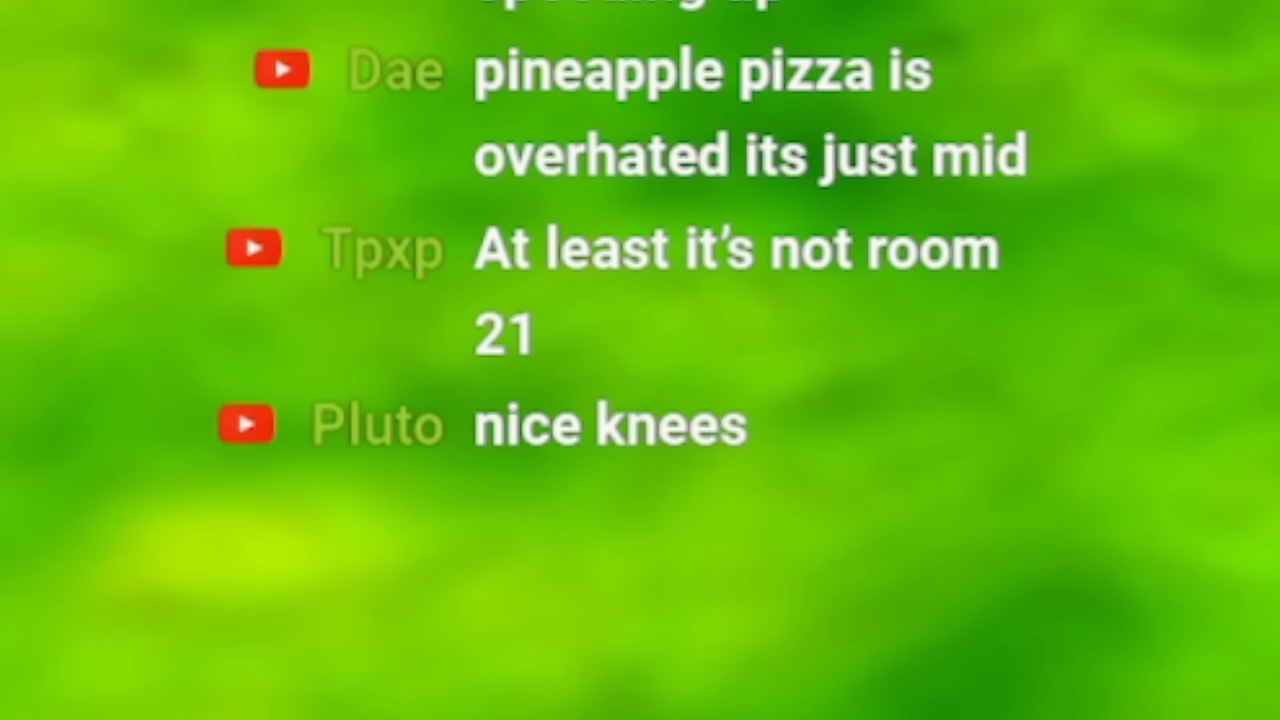 Dae pineapple pizza is
overhated its just mid
Tpxp At least it’s not room
21
Pluto nice knees